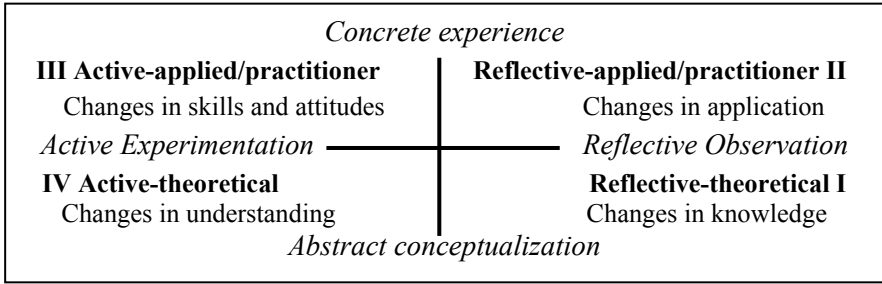 Concrete experience
III Active-applied/practitioner Reflective-applied/practitioner II
Changes in skills and attitudes Changes in application
Active Experimentation Reflective Observation
IV Active-theoretical Reflective-theoretical I
Changes in understanding Changes in knowledge
Abstract conceptualization